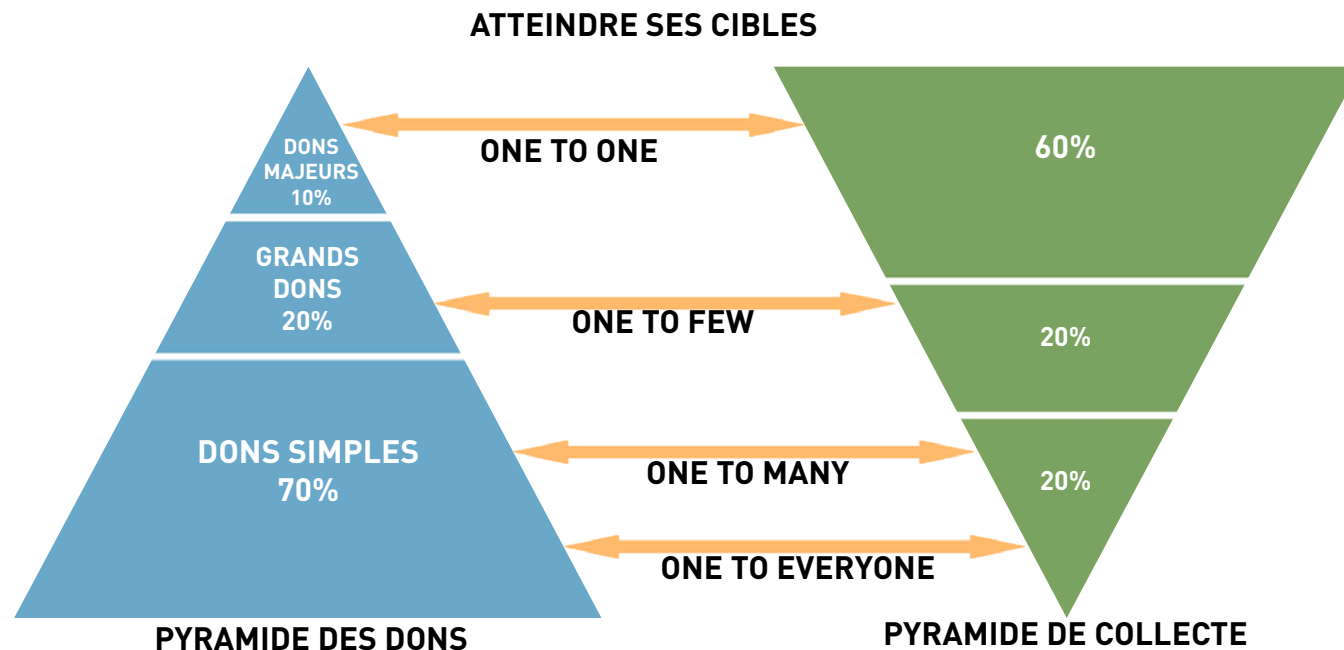 ATTEINDRE SES CIBLES
DONS
MAJEURS
10%
ONE TO ONE
60%
GRANDS
DONS
20%
ONE TO FEW
20%
DONS SIMPLES
70%
ONE TO MANY
20%
ONE TO EVERYONE
PYRAMIDE DES DONS
PYRAMIDE DE COLLECTE